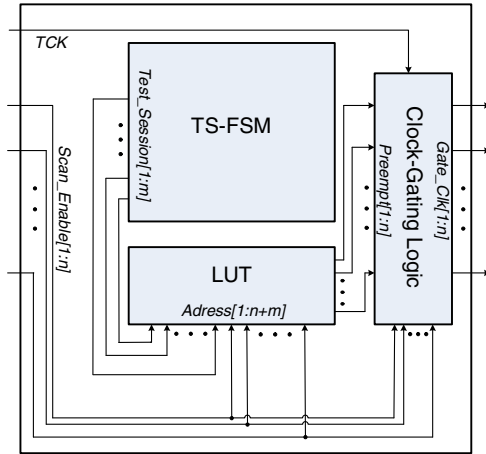 TCK
Test_Session[1:m]
TS-FSM
Scan_Enable[1:n]
LUT
Adress[1:n+m]
Preempt[1:n]
Clock-Gating Logic
Gate_Clk[1:n]